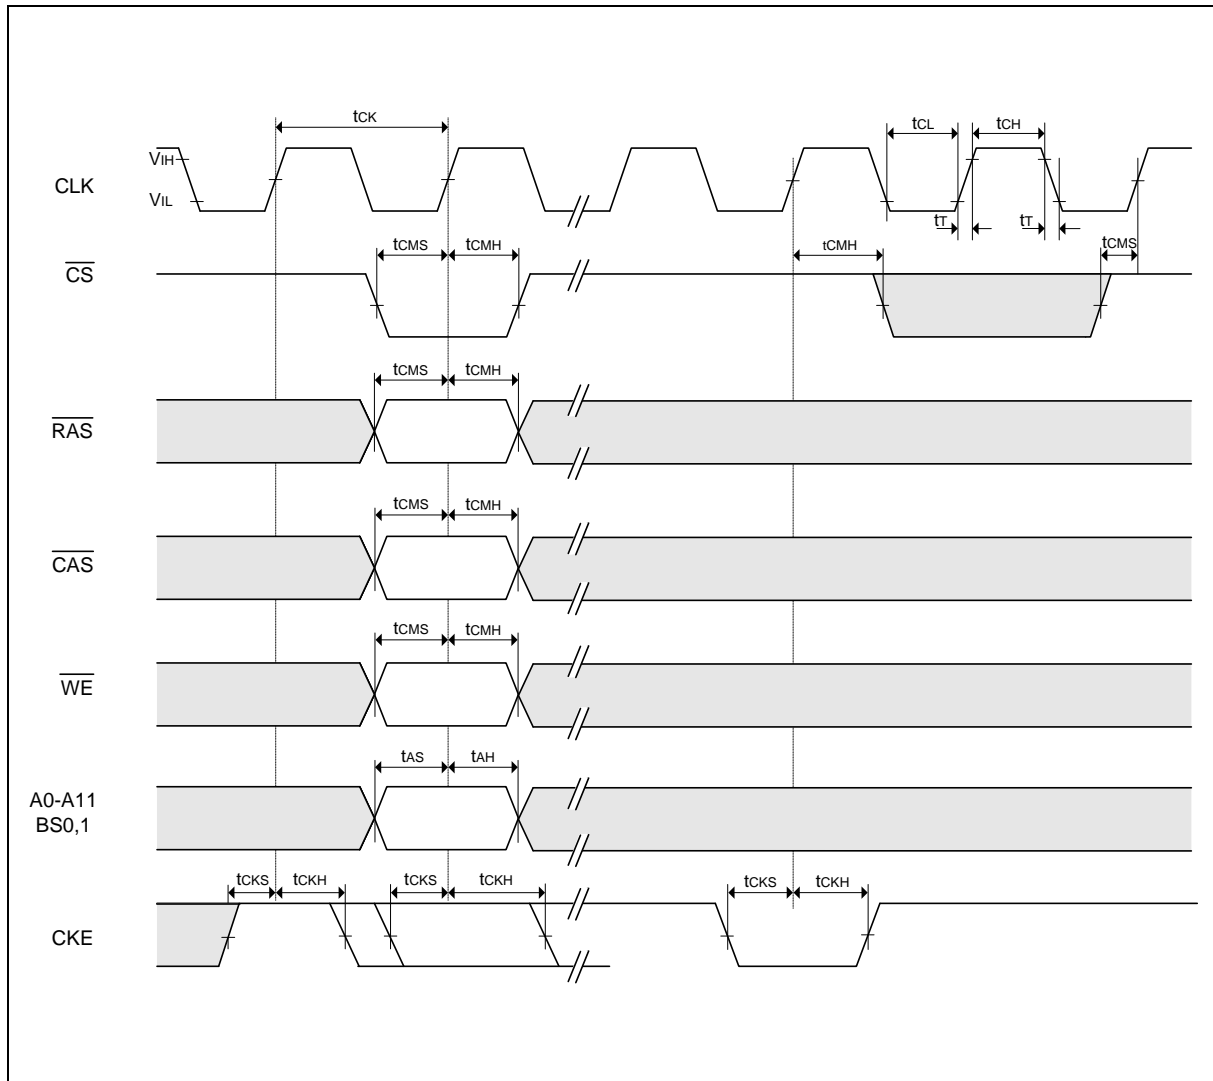 tCK
tCL
tCH
VIH
CLK
VIL
tT
tT
tCMS
tCMH
tCMH
tCMS
CS
tCMS
tCMH
RAS
tCMS
tCMH
CAS
tCMS
tCMH
WE
tAS
tAH
A0-A11
BS0,1
tCKS
tCKH
tCKS
tCKH
tCKS
tCKH
CKE